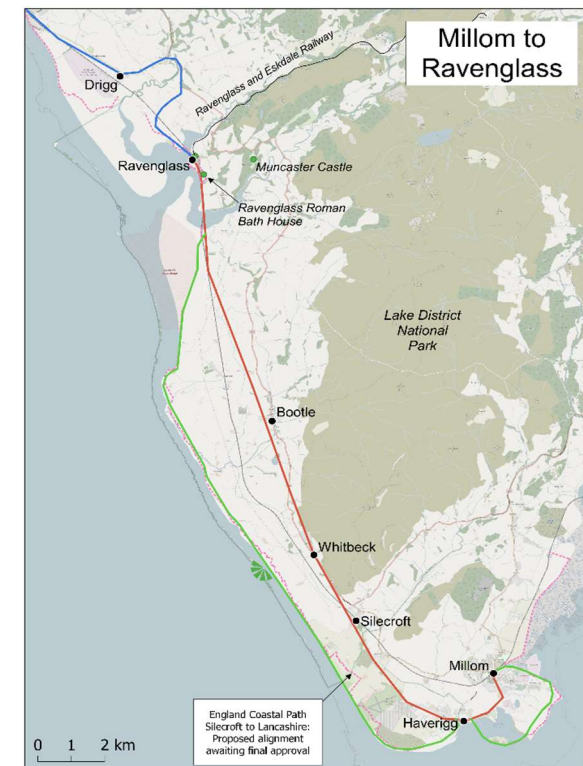 Millom to
Ravenglass
Ravenglass and Eskdale Railway
Drigg
Ravenglass
Muncaster Castle
Ravenglass Roman
Bath House
Lake District
National
Park
Bootle
Whitbeck
Silecroft
Millom
Haverigg
England Coastal Path
Silecroft to Lancashire:
Proposed alignment
awaiting final approval
0 1 2 km